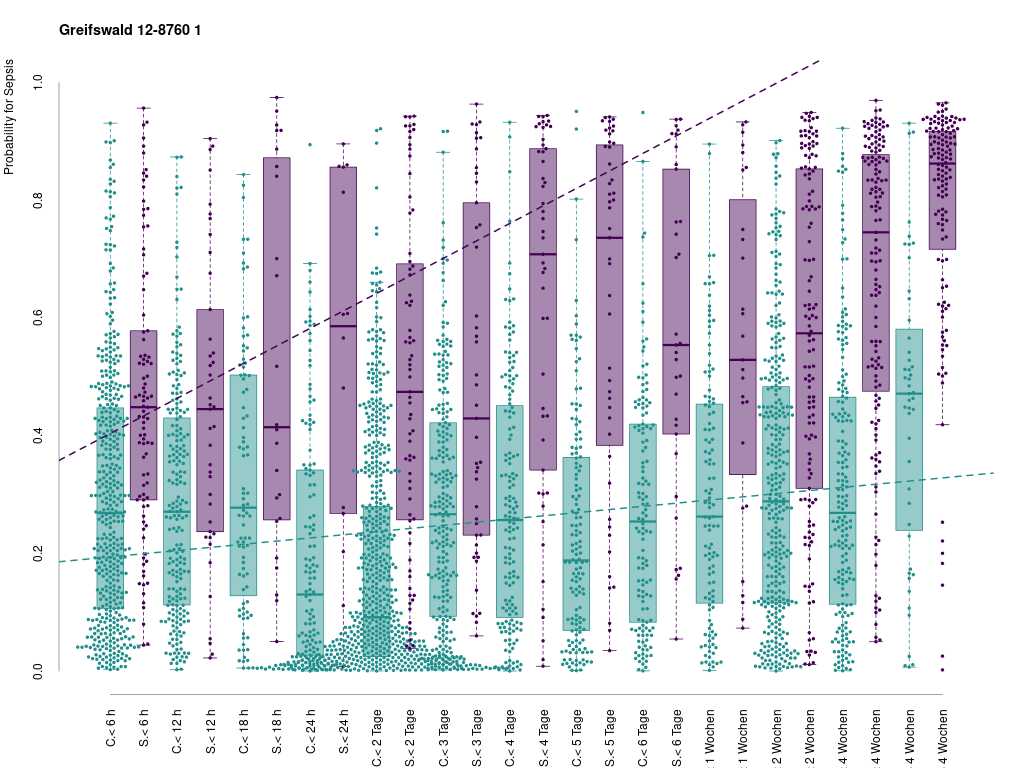 Greifswald 12-8760 1
Probability for Sepsis
1.0
0.8
0.6
0.4
0.2
0.0
C.< 6 h
S.< 6 h
C.< 12 h
S.< 12 h
C.< 18 h
S.< 18 h
C.< 24 h
S.< 24 h
C.< 2 Tage
S.< 2 Tage
C.< 3 Tage
S.< 3 Tage
C.< 4 Tage
S.< 4 Tage
C.< 5 Tage
S.< 5 Tage
C.< 6 Tage
S.< 6 Tage
1 Wochen
1 Wochen
2 Wochen
2 Wochen
4 Wochen
4 Wochen
4 Wochen
4 Wochen